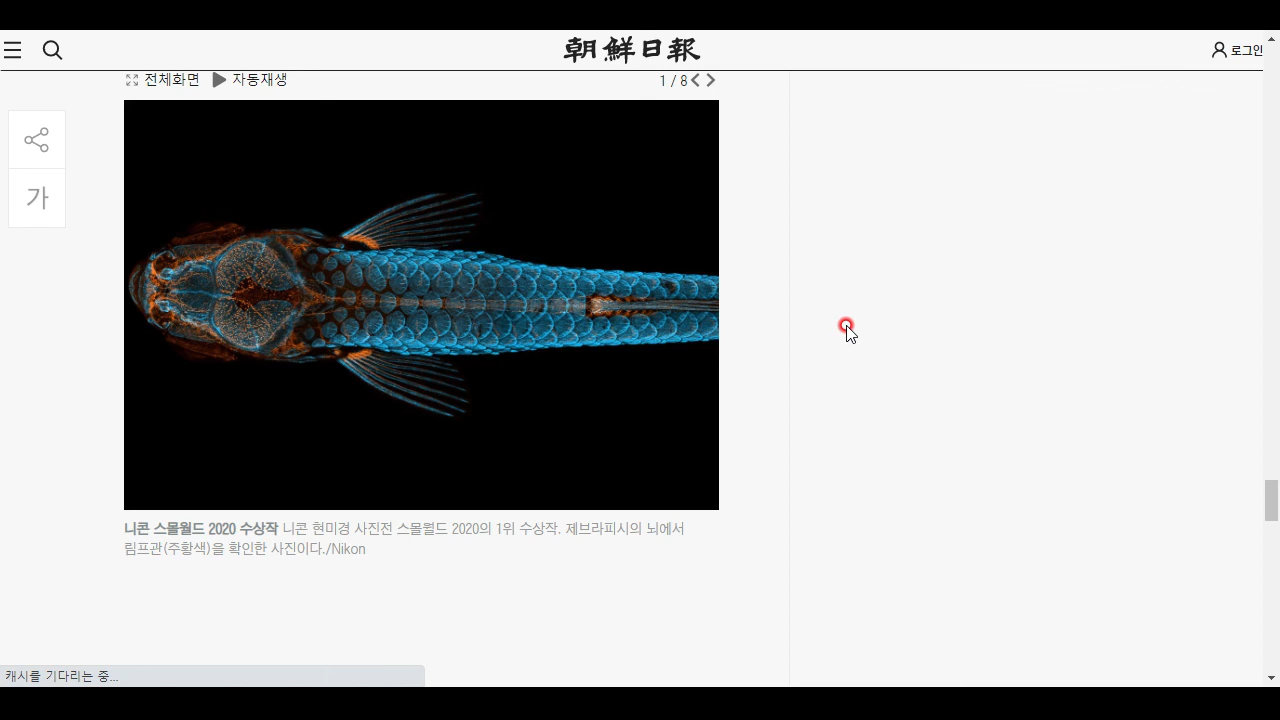 朝鮮日報
로그인
전체화면 자동재생 1 / 8
가
니콘 스몰월드 2020 수상작 니콘 현미경 사진전 스몰월드 2020의 1위 수상작. 제브라피시의 뇌에서
림프관(주황색)을 확인한 사진이다./Nikon
캐시를 기다리는 중...